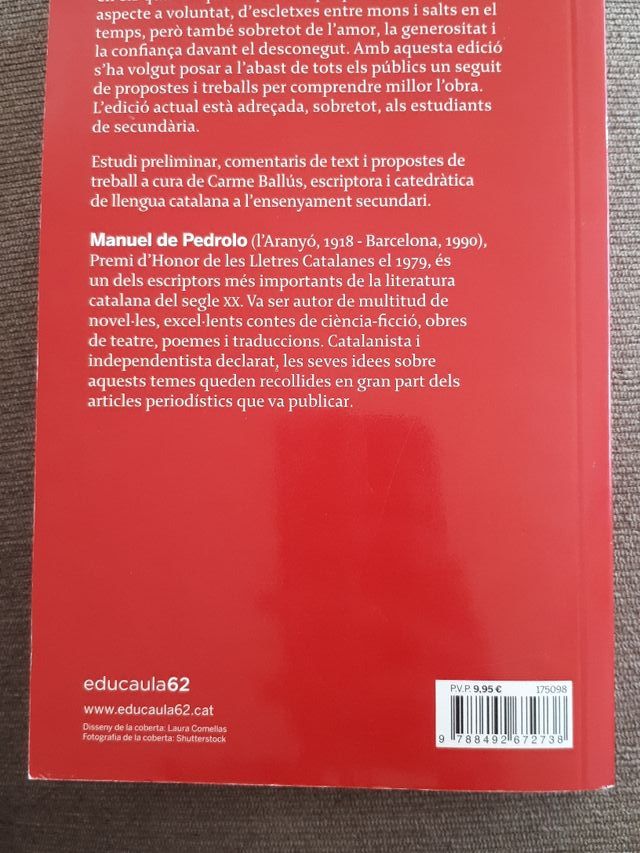 aspecte a voluntat, d'escletxes entre mons i salts en el
temps, però també sobretot de l'amor, la generositat i
la confiança davant el desconegut. Amb aquesta edició
s'ha volgut posar a l'abast de tots els públics un seguit
de propostes i treballs per comprendre millor l'obra.
L'edició actual està adreçada, sobretot, als estudiants
de secundària.
Estudi preliminar, comentaris de text i propostes de
treball a cura de Carme Ballús, escriptora i catedràtica
de llengua catalana a l'ensenyament secundari.
Manuel de Pedrolo (l'Aranyó, 1918 - Barcelona, 1990),
Premi d'Honor de les Lletres Catalanes el 1979, és
un dels escriptors més importants de la literatura
catalana del segle XX. Va ser autor de multitud de
novel·les, excel·lents contes de ciència-ficció, obres
de teatre, poemes i traduccions. Catalanista i
independentista declarat, les seves idees sobre
aquests temes queden recollides en gran part dels
articles periodístics que va publicar.
educaula62
www.educaula62.cat
Disseny de la coberta: Laura Comellas
Fotografia de la coberta: Shutterstock
P.V.P. 9,95 € 175098
9 788492 672738